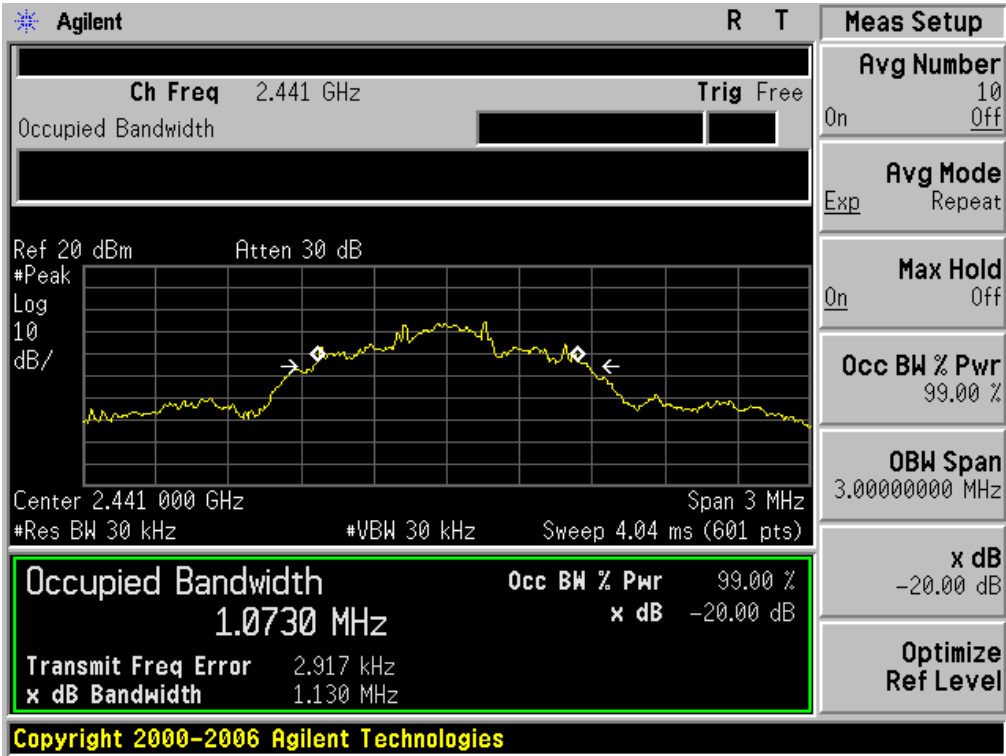 Agilent R T
Ch Freq 2.441 GHz Trig Free
Occupied Bandwidth
Ref 20 dBm Atten 30 dB
#Peak
Log
10
dB/
Center 2.441 000 GHz Span 3 MHz
#Res BW 30 kHz #VBW 30 kHz Sweep 4.04 ms (601 pts)
Occupied Bandwidth
1.0730 MHz
Occ BW % Pwr 99.00 %
x dB -20.00 dB
Transmit Freq Error 2.917 kHz
x dB Bandwidth 1.130 MHz
Copyright 2000-2006 Agilent Technologies
Meas Setup
Avg Number
10
On Off
Avg Mode
Exp Repeat
Max Hold
On Off
Occ BW % Pwr
99.00 %
OBW Span
3.00000000 MHz
x dB
-20.00 dB
Optimize
Ref Level